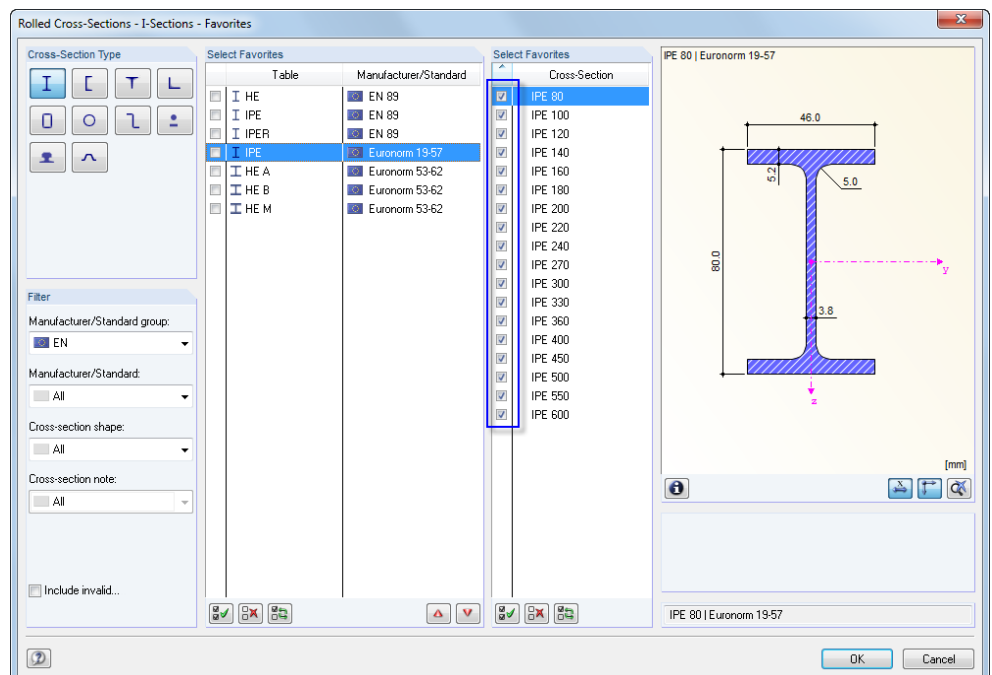 Rolled Cross-Sections - I-Sections - Favorites
Cross-Section Type
Filter
Manufacturer/Standard group:
EN
Manufacturer/Standard:
All
Cross-section shape:
All
Cross-section note:
All
Include invalid...
Select Favorites
Table Manufacturer/Standard
HE EN 89
IPE EN 89
IPER EN 89
IPE Euronorm 19-57
HE A Euronorm 53-62
HE B Euronorm 53-62
HE M Euronorm 53-62
Select Favorites
Cross-Section
IPE 80
IPE 100
IPE 120
IPE 140
IPE 160
IPE 180
IPE 200
IPE 220
IPE 240
IPE 270
IPE 300
IPE 330
IPE 360
IPE 400
IPE 450
IPE 500
IPE 550
IPE 600
IPE 80 | Euronorm 19-57
46.0
5.2
5.0
80.0
y
3.8
z
[mm]
X
IPE 80 | Euronorm 19-57
OK Cancel